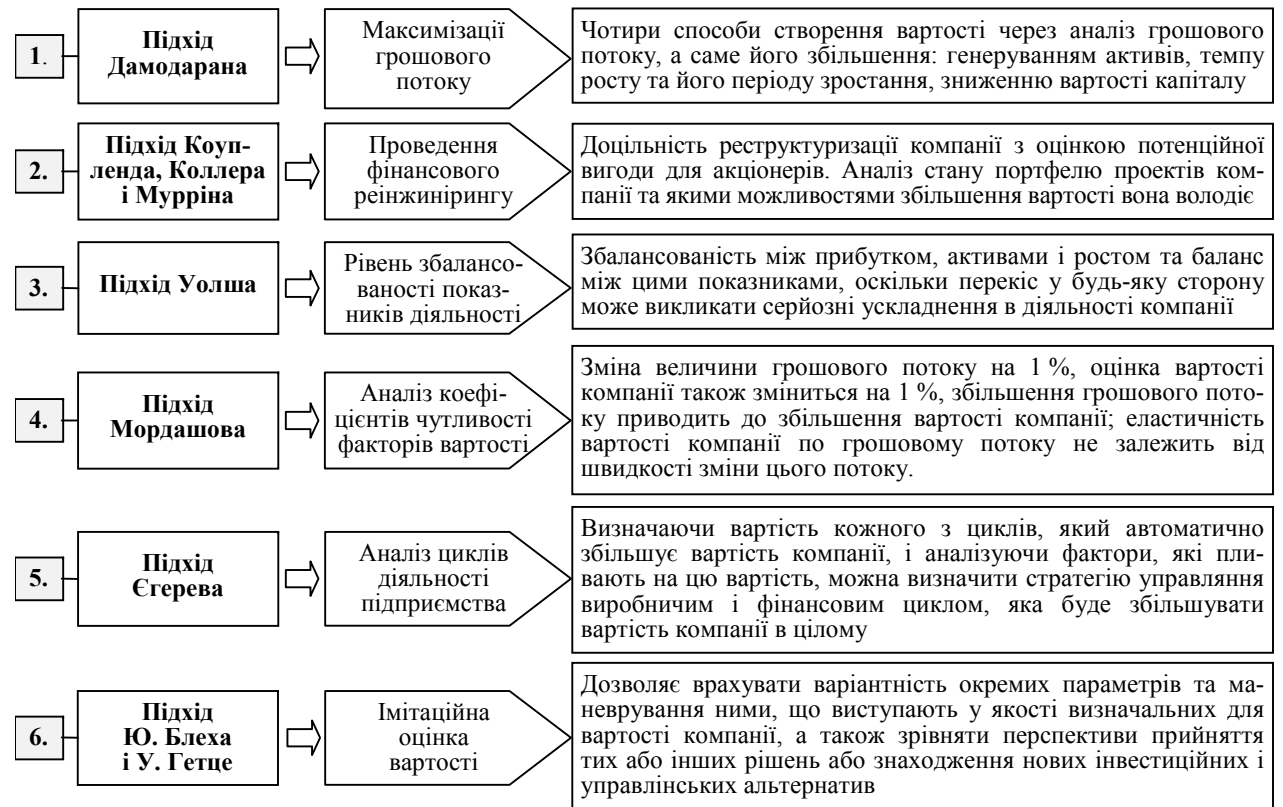 1.
Підхід
Дамодарана
Максимізації
грошового
потоку
Чотири способи створення вартості через аналіз грошового
потоку, а саме його збільшення: генеруванням активів, темпу
росту та його періоду зростання, зниженню вартості капіталу
2.
Підхід Коуп-
ленда, Коллера
і Мурріна
Проведення
фінансового
реінжинірингу
Доцільність реструктуризації компанії з оцінкою потенційної
вигоди для акціонерів. Аналіз стану портфелю проектів ком-
панії та якими можливостями збільшення вартості вона володіє
3.
Підхід Уолша
Рівень збалансо-
ваності показ-
ників діяльності
Збалансованість між прибутком, активами і ростом та баланс
між цими показниками, оскільки перекіс у будь-яку сторону
може викликати серйозні ускладнення в діяльності компанії
4.
Підхід
Мордашова
Аналіз коефі-
цієнтів чутливості
факторів вартості
Зміна величини грошового потоку на 1 %, оцінка вартості
компанії також зміниться на 1 %, збільшення грошового пото-
ку приводить до збільшення вартості компанії; еластичність
вартості компанії по грошовому потоку не залежить від
швидкості зміни цього потоку.
5.
Підхід
Єгерева
Аналіз циклів
діяльності
підприємства
Визначаючи вартість кожного з циклів, який автоматично
збільшує вартість компанії, і аналізуючи фактори, які пли-
вають на цю вартість, можна визначити стратегію управляння
виробничим і фінансовим циклом, яка буде збільшувати
вартість компанії в цілому
6.
Підхід
Ю. Блеха
і У. Гетце
Імітаційна
оцінка
вартості
Дозволяє врахувати варіантність окремих параметрів та ма-
неврування ними, що виступають у якості визначальних для
вартості компанії, а також зрівняти перспективи прийняття
тих або інших рішень або знаходження нових інвестиційних і
управлінських альтернатив